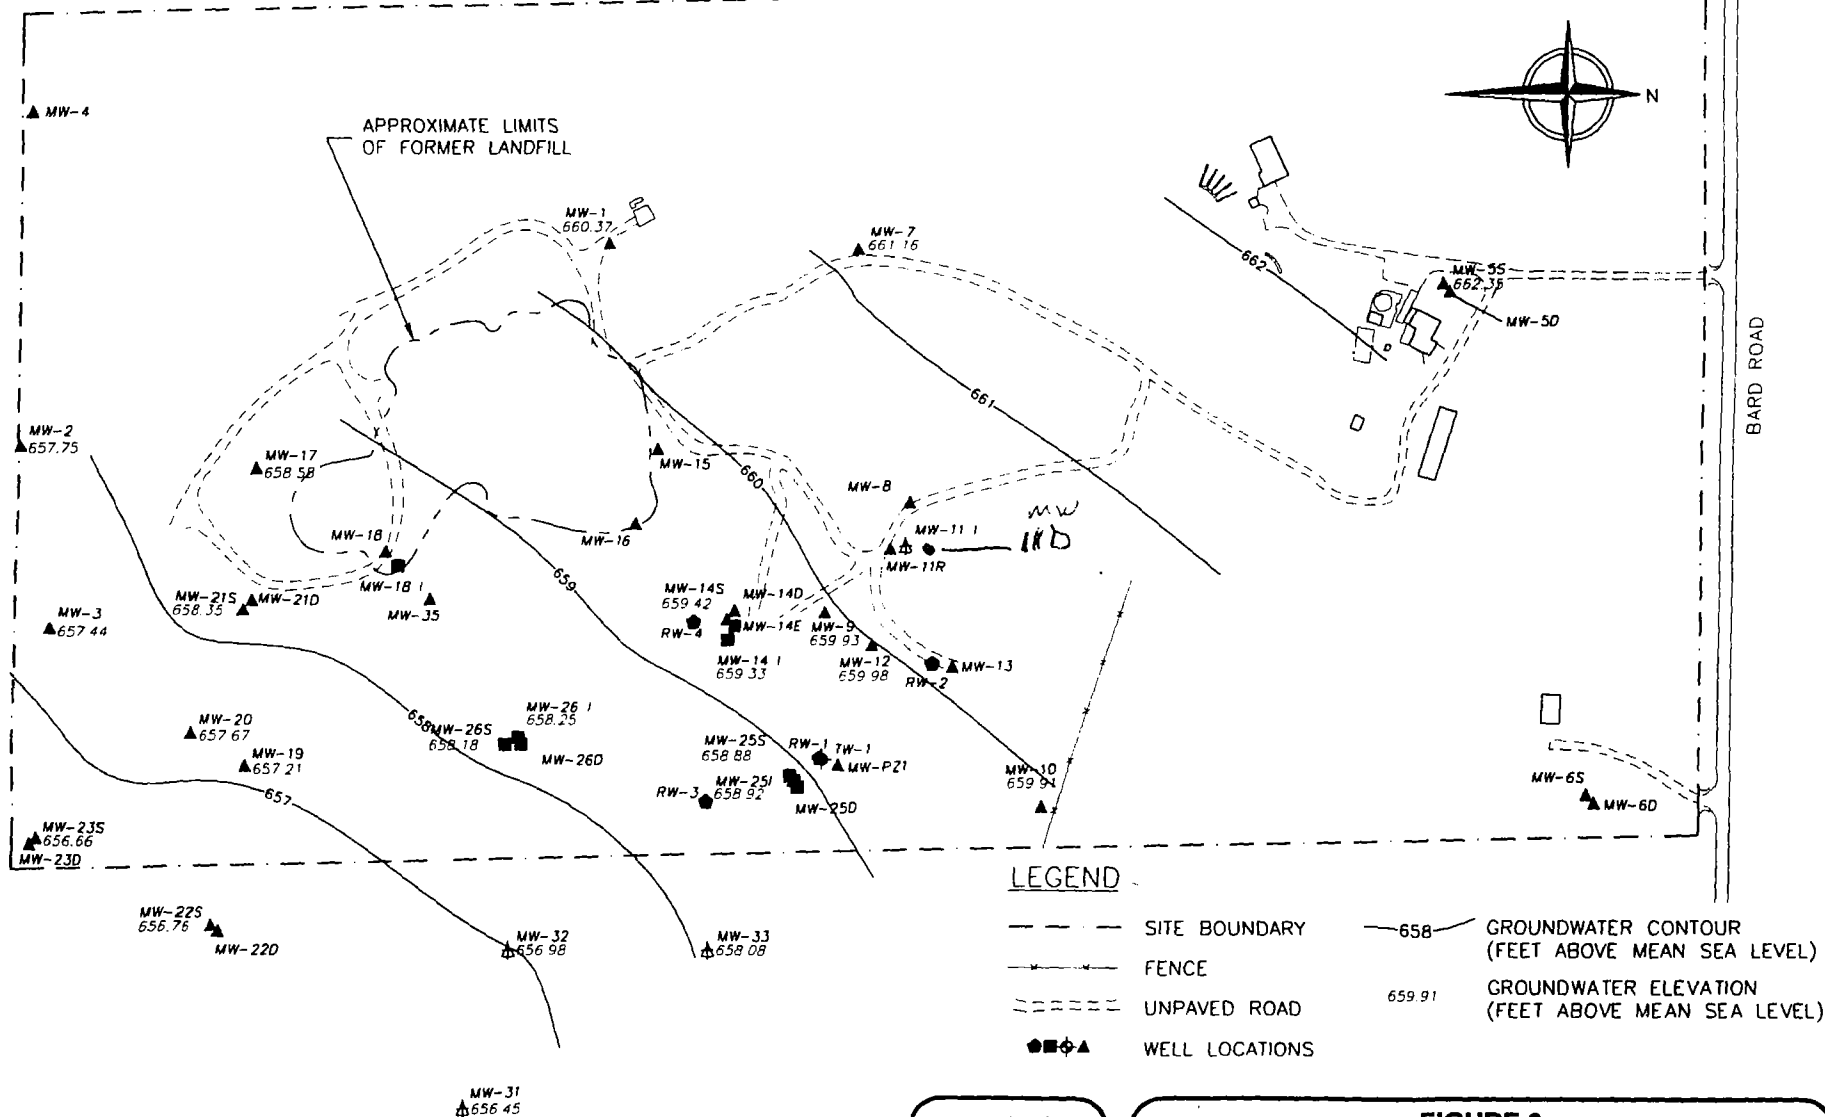 MW-4
APPROXIMATE LIMITS
OF FORMER LANDFILL
N
MW-1
660.37
MW-7
661 16
662
MW-5S
662.35
MW-5D
BARD ROAD
661
MW-2
657.75
MW-17
658 58
MW-15
660
MW-8
MW-16
MW-18
MW-11 I
MW
11D
MW-11R
MW-18 I
MW-35
659
MW-21S
658.35
MW-21D
MW-3
657 44
MW-14S
659 42
MW-14D
RW-4
MW-14E
MW-14 I
659 33
MW-9
659 93
MW-12
659 98
MW-13
RW-2
MW-20
657 67
MW-19
657 21
658
MW-26S
658.18
MW-26 I
658.25
MW-26D
MW-25S
658 88
RW-1
TW-1
MW-PZ1
MW-25I
658 92
RW-3
MW-25D
MW-10
659 91
657
MW-6S
MW-6D
MW-23S
656.66
MW-23D
MW-22S
656.76
MW-22D
MW-32
656 98
MW-33
658 08
MW-31
656 45
LEGEND
SITE BOUNDARY
FENCE
UNPAVED ROAD
WELL LOCATIONS
658
GROUNDWATER CONTOUR
(FEET ABOVE MEAN SEA LEVEL)
659.91
GROUNDWATER ELEVATION
(FEET ABOVE MEAN SEA LEVEL)